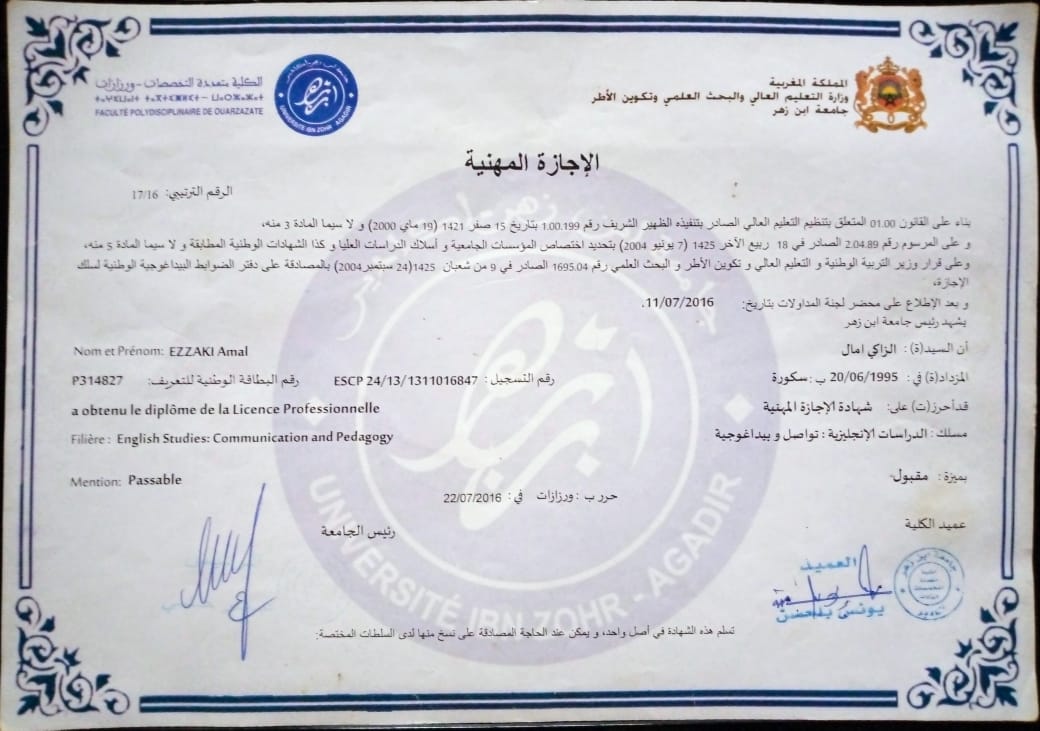 المملكة المغربية
وزارة التعليم العالي والبحث العلمي وتكوين الأطر
جامعة ابن زهر
الكلية متعددة التخصصات - ورزازات
FACULTÉ POLYDISCIPLINAIRE DE OUARZAZATE
UNIVERSITE IBN ZOHR AGADIR
الإجازة المهنية
الرقم الترتيبي: 17/16
بناء على القانون 01.00 المتعلق بتنظيم التعليم العالي الصادر بتنفيذه الظهير الشريف رقم 1.00.199 بتاريخ 15 صفر 1421 (19 ماي 2000) و لا سيما المادة 3 منه،
و على المرسوم رقم 2.04.89 الصادر في 18 ربيع الآخر 1425 (7 يونيو 2004) بتحديد اختصاص المؤسسات الجامعية و أسلاك الدراسات العليا و كذا الشهادات الوطنية المطابقة و لا سيما المادة 5 منه،
وعلى قرار وزير التربية الوطنية و التعليم العالي و تكوين الأطر و البحث العلمي رقم 1695.04 الصادر في 9 من شعبان 1425(24 سبتمبر2004) بالمصادقة على دفتر الضوابط البيداغوجية الوطنية لسلك
الإجازة،
و بعد الإطلاع على محضر لجنة المداولات بتاريخ: 11/07/2016.
يشهد رئيس جامعة ابن زهر
أن السيد(ة) : الزاكي امال Nom et Prénom: EZZAKI Amal
المزداد(ة) في : 20/06/1995 ب : سكورة رقم التسجيل : ESCP 24/13/1311016847 رقم البطاقة الوطنية للتعريف: P314827
قد أحرز(ت) على: شهادة الإجازة المهنية a obtenu le diplôme de la Licence Professionnelle
مسلك : الدراسات الإنجليزية : تواصل و بيداغوجية Filière : English Studies: Communication and Pedagogy
بميزة : مقبول Mention: Passable
حرر ب : ورزازات في : 22/07/2016
عميد الكلية رئيس الجامعة
العميد
يونس بلحسن
UNIVERSITÉ IBN ZOHR - AGADIR
تسلم هذه الشهادة في أصل واحد، و يمكن عند الحاجة المصادقة على نسخ منها لدى السلطات المختصة: